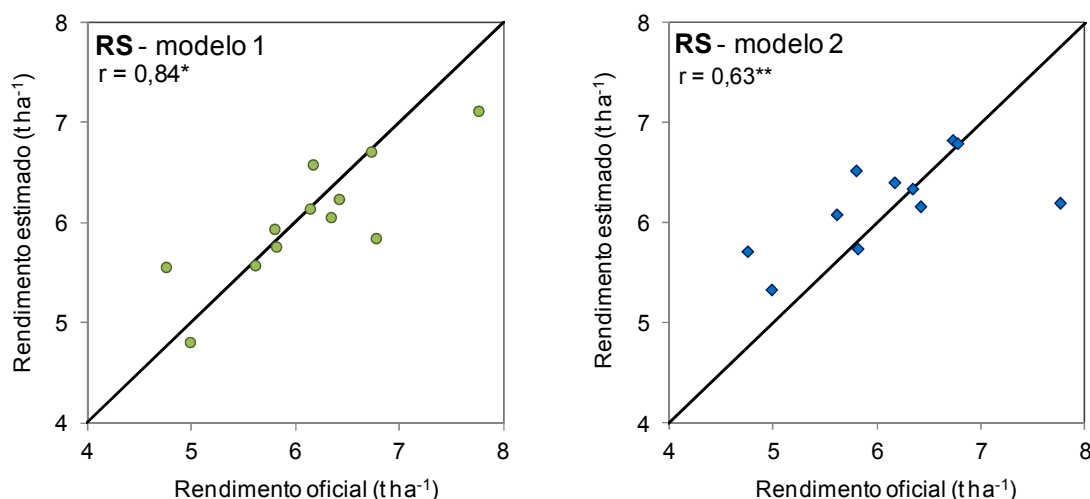 RS - modelo 1
r = 0,84*
Rendimento estimado (t ha⁻¹)
8
7
6
5
4
4 5 6 7 8
Rendimento oficial (t ha⁻¹)
RS - modelo 2
r = 0,63**
Rendimento estimado (t ha⁻¹)
8
7
6
5
4
4 5 6 7 8
Rendimento oficial (t ha⁻¹)